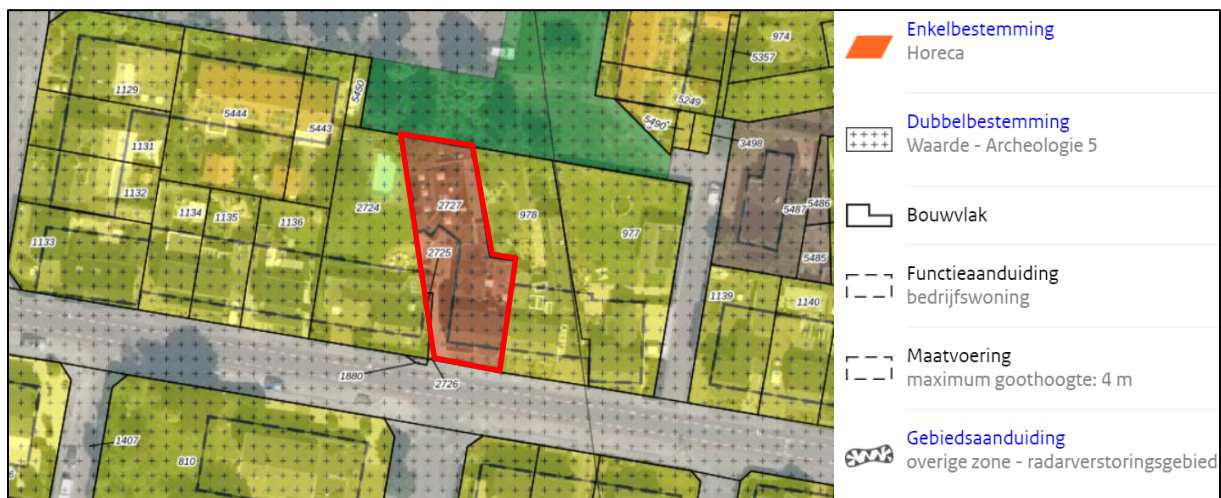 974
5357
1129
5450
5444
5249
5443
5490
1131
3498
1132
5486
1134
1135
2724
2727
978
5487
1136
977
1133
2725
5485
1139
1140
1880
2726
1407
810
Enkelbestemming
Horeca
Dubbelbestemming
Waarde - Archeologie 5
Bouwvlak
Functieaanduiding
bedrijfswoning
Maatvoering
maximum goothoogte: 4 m
Gebiedsaanduiding
overige zone - radarverstoringsgebied